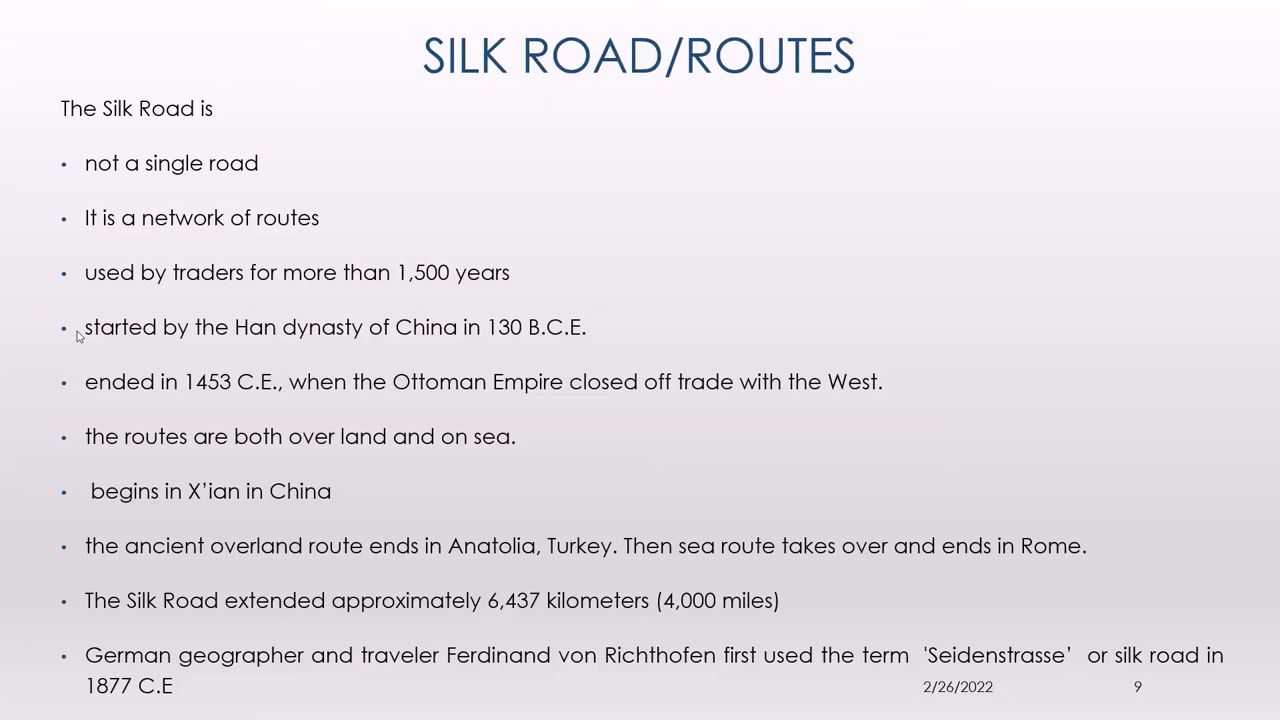 SILK ROAD/ROUTES
The Silk Road is
• not a single road
• It is a network of routes
• used by traders for more than 1,500 years
• started by the Han dynasty of China in 130 B.C.E.
• ended in 1453 C.E., when the Ottoman Empire closed off trade with the West.
• the routes are both over land and on sea.
• begins in X’ian in China
• the ancient overland route ends in Anatolia, Turkey. Then sea route takes over and ends in Rome.
• The Silk Road extended approximately 6,437 kilometers (4,000 miles)
• German geographer and traveler Ferdinand von Richthofen first used the term 'Seidenstrasse’ or silk road in
1877 C.E
2/26/2022 9